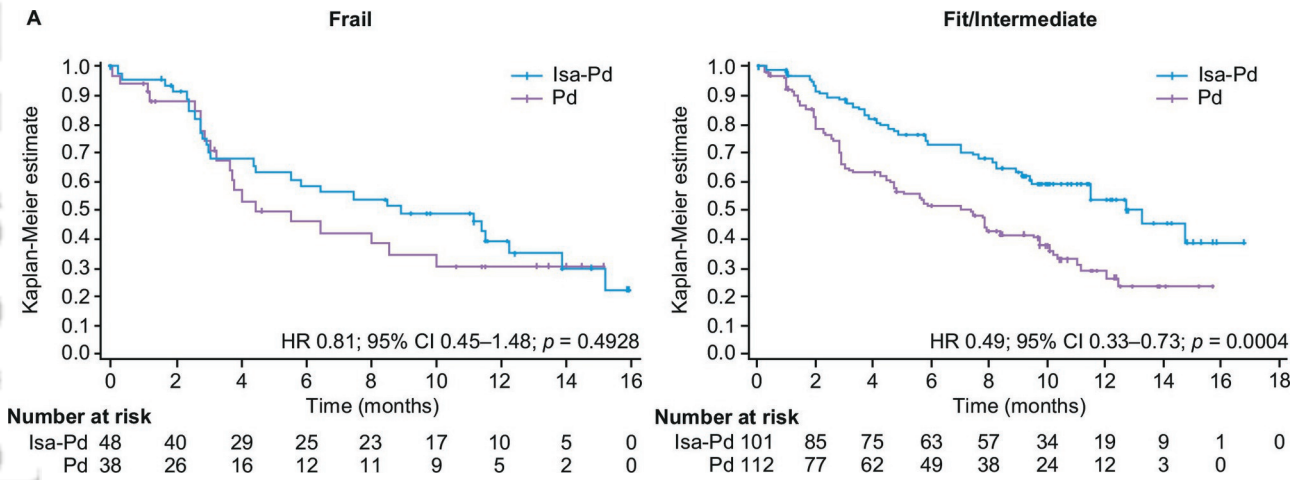 A
Frail
Kaplan-Meier estimate
1.0
0.9
0.8
0.7
0.6
0.5
0.4
0.3
0.2
0.1
0.0
Isa-Pd
Pd
HR 0.81; 95% CI 0.45–1.48; p = 0.4928
0 2 4 6 8 10 12 14 16
Time (months)
Number at risk
Isa-Pd 48 40 29 25 23 17 10 5 0
Pd 38 26 16 12 11 9 5 2 0
Fit/Intermediate
Kaplan-Meier estimate
1.0
0.9
0.8
0.7
0.6
0.5
0.4
0.3
0.2
0.1
0.0
Isa-Pd
Pd
HR 0.49; 95% CI 0.33–0.73; p = 0.0004
0 2 4 6 8 10 12 14 16 18
Time (months)
Number at risk
Isa-Pd 101 85 75 63 57 34 19 9 1 0
Pd 112 77 62 49 38 24 12 3 0